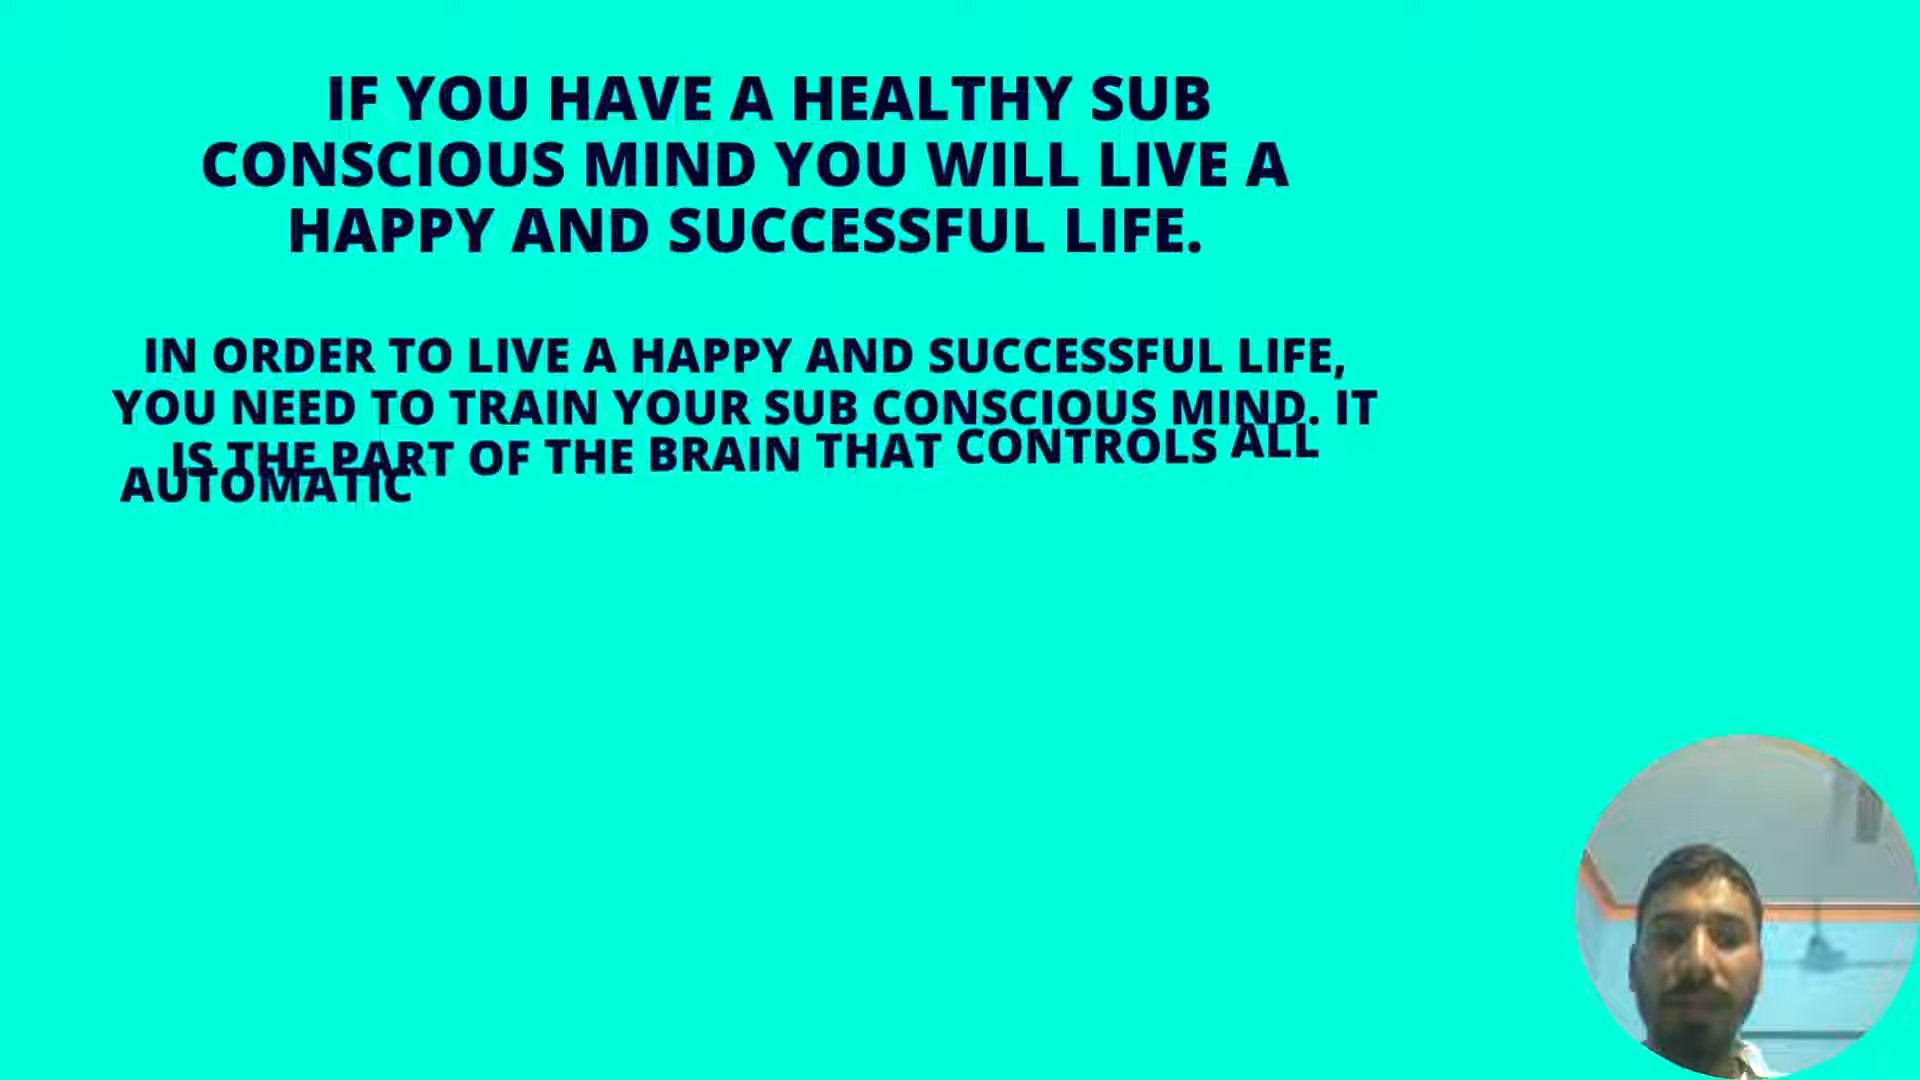 IF YOU HAVE A HEALTHY SUB
CONSCIOUS MIND YOU WILL LIVE A
HAPPY AND SUCCESSFUL LIFE.
IN ORDER TO LIVE A HAPPY AND SUCCESSFUL LIFE,
YOU NEED TO TRAIN YOUR SUB CONSCIOUS MIND. IT
IS THE PART OF THE BRAIN THAT CONTROLS ALL
AUTOMATIC